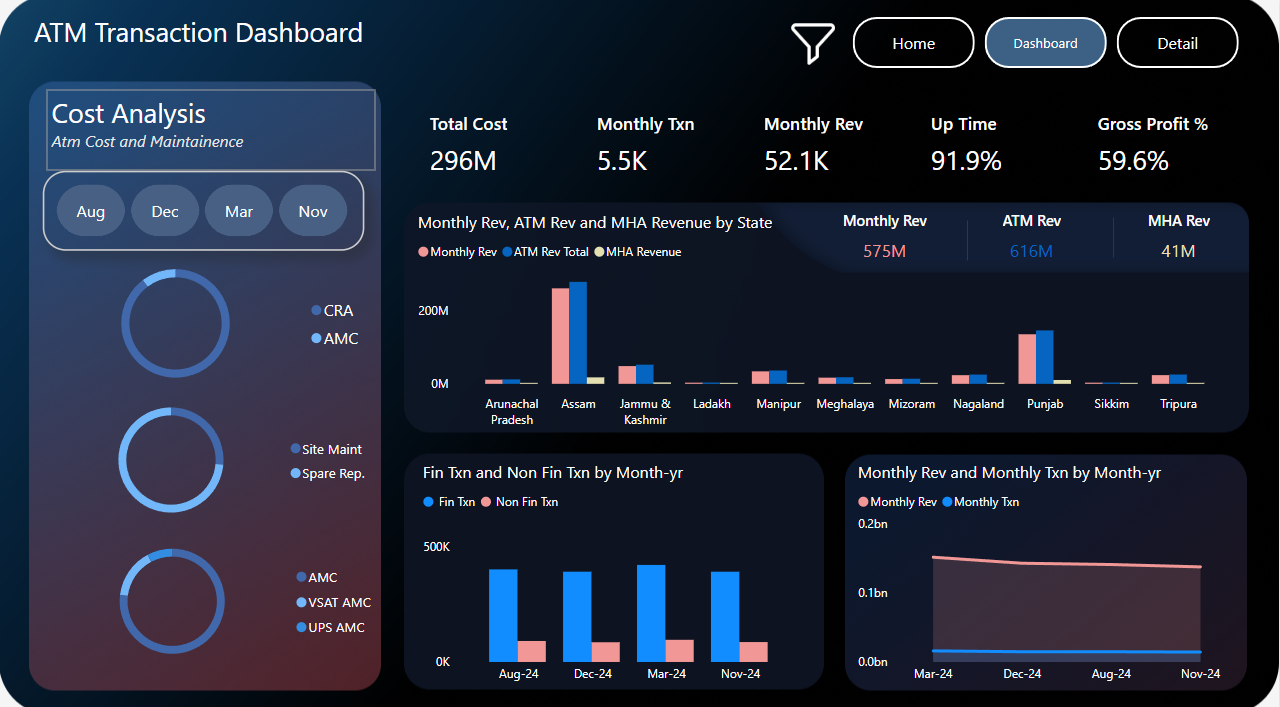 ATM Transaction Dashboard
Home
Dashboard
Detail
Cost Analysis
Atm Cost and Maintainence
Aug
Dec
Mar
Nov
CRA
AMC
Site Maint
Spare Rep.
AMC
VSAT AMC
UPS AMC
Total Cost
296M
Monthly Txn
5.5K
Monthly Rev
52.1K
Up Time
91.9%
Gross Profit %
59.6%
Monthly Rev, ATM Rev and MHA Revenue by State
Monthly Rev ATM Rev Total MHA Revenue
Monthly Rev
575M
ATM Rev
616M
MHA Rev
41M
200M
0M
Arunachal
Pradesh
Assam
Jammu &
Kashmir
Ladakh
Manipur
Meghalaya
Mizoram
Nagaland
Punjab
Sikkim
Tripura
Fin Txn and Non Fin Txn by Month-yr
Fin Txn Non Fin Txn
500K
0K
Aug-24
Dec-24
Mar-24
Nov-24
Monthly Rev and Monthly Txn by Month-yr
Monthly Rev Monthly Txn
0.2bn
0.1bn
0.0bn
Mar-24
Dec-24
Aug-24
Nov-24